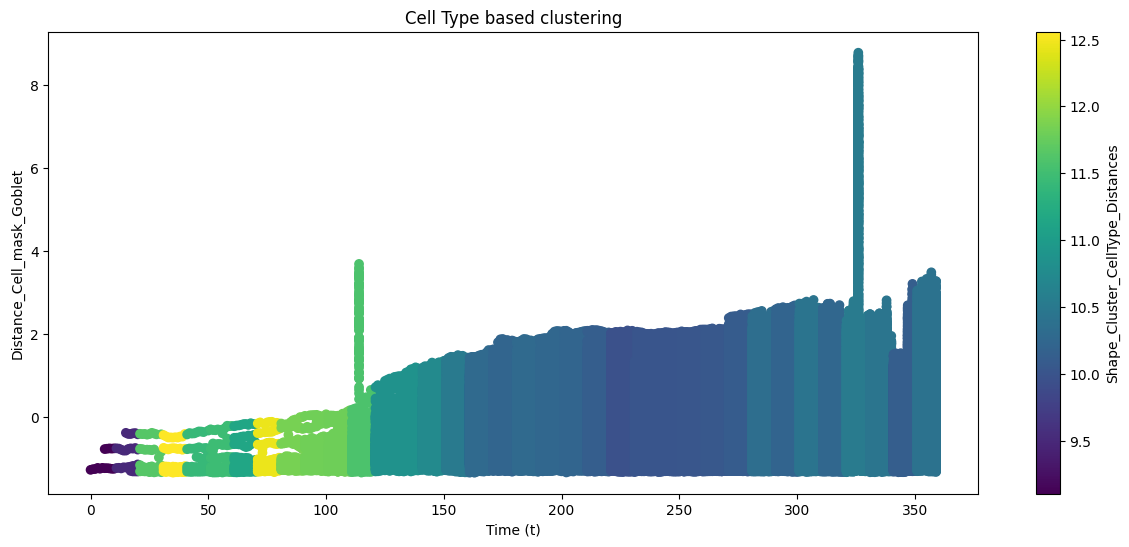 Cell Type based clustering
Distance_Cell_mask_Goblet
8
6
4
2
0
0 50 100 150 200 250 300 350
Time (t)
12.5
12.0
11.5
11.0
10.5
10.0
9.5
Shape_Cluster_CellType_Distances